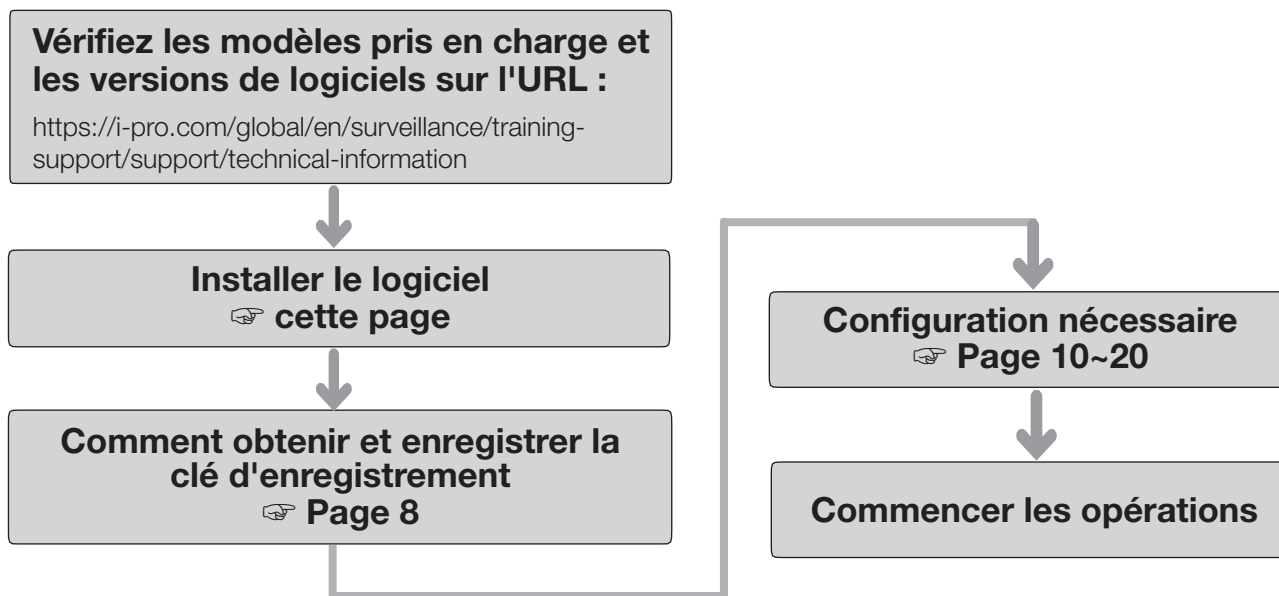 Vérifiez les modèles pris en charge et
les versions de logiciels sur l'URL :
https://i-pro.com/global/en/surveillance/training-
support/support/technical-information
Installer le logiciel
☞ cette page
Comment obtenir et enregistrer la
clé d'enregistrement
☞ Page 8
Configuration nécessaire
☞ Page 10~20
Commencer les opérations